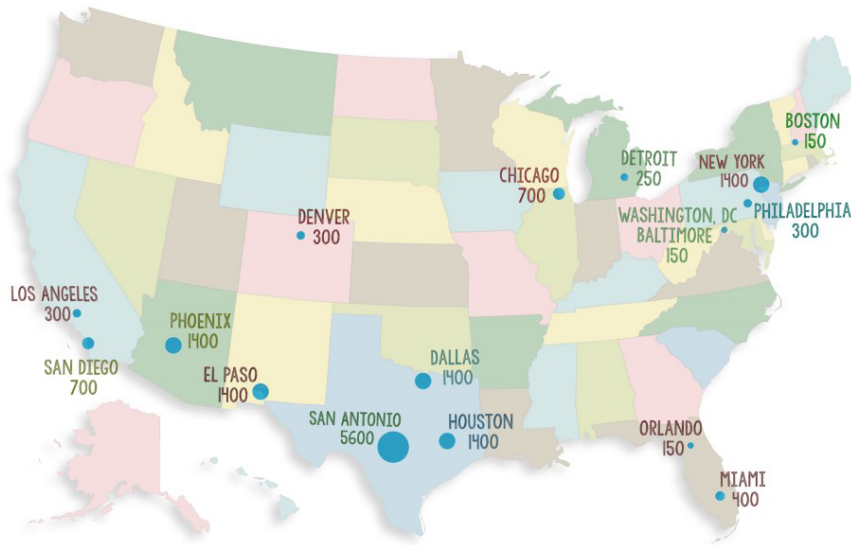 BOSTON
150
DETROIT
250
NEW YORK
1400
CHICAGO
700
WASHINGTON, DC
BALTIMORE
150
PHILADELPHIA
300
DENVER
300
LOS ANGELES
300
SAN DIEGO
700
PHOENIX
1400
EL PASO
1400
DALLAS
1400
SAN ANTONIO
5600
HOUSTON
1400
ORLANDO
150
MIAMI
400